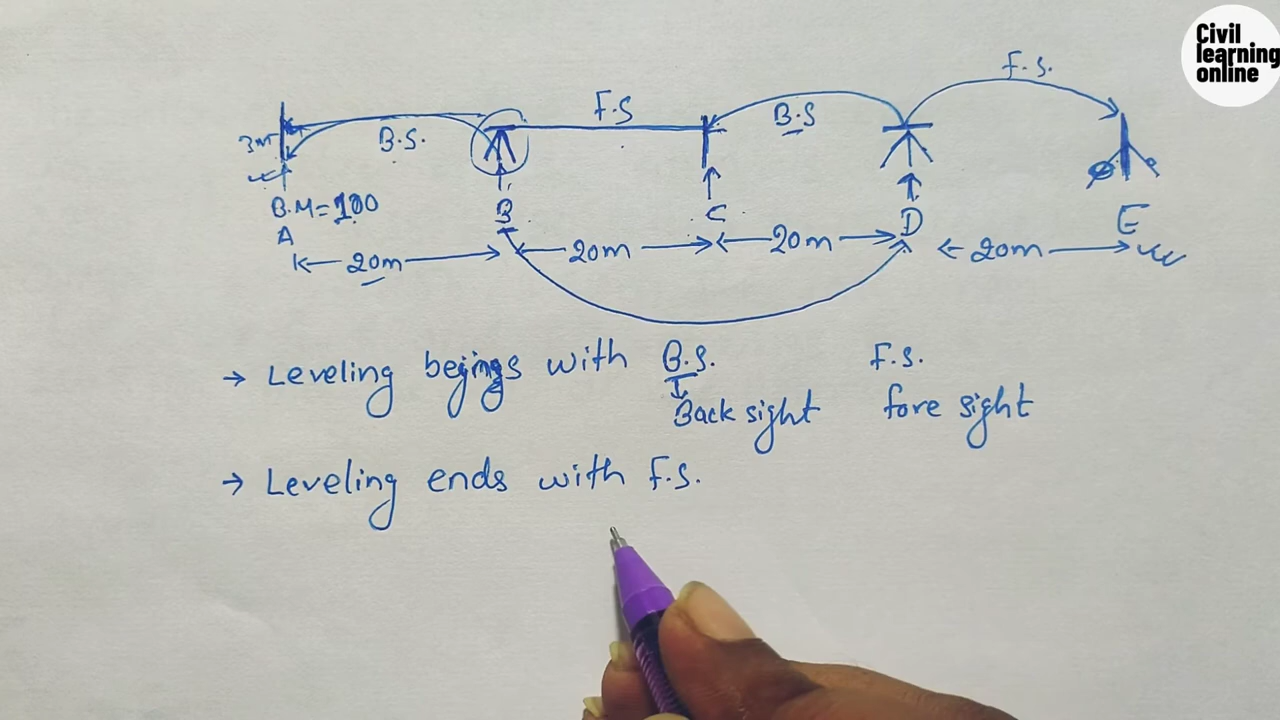 Civil
learning
online
F.S.
F.S
B.S
B.S.
3m
B.M=100
A
B
C
D
E
20m
20m
20m
20m
→ Leveling begings with B.S. F.S.
Back sight fore sight
→ Leveling ends with F.S.